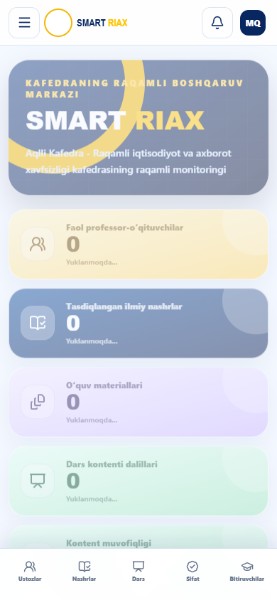 SMART RIAX
MQ
KAFEDRANING RAQAMLI BOSHQARUV
MARKAZI
SMART RIAX
Aqlli Kafedra - Raqamli iqtisodiyot va axborot
xavfsizligi kafedrasining raqamli monitoringi
Faol professor-o'qituvchilar
0
Yuklanmoqda...
Tasdiqlangan ilmiy nashrlar
0
Yuklanmoqda...
O'quv materiallari
0
Yuklanmoqda...
Dars kontenti dalillari
0
Yuklanmoqda...
Kontent muvofiqligi
Ustozlar
Nashrlar
Dars
Sifat
Bitiruvchilar